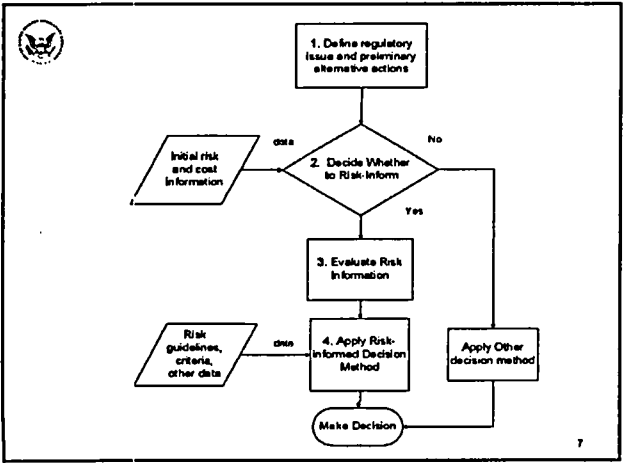 1. Define regulatory
issue and preliminary
alternative actions
data
No
Initial risk
and cost
information
2. Decide Whether
to Risk-Inform
Yes
3. Evaluate Risk
Information
Risk
guidelines,
criteria,
other data
data
4. Apply Risk-
informed Decision
Method
Apply Other
decision method
Make Decision
7